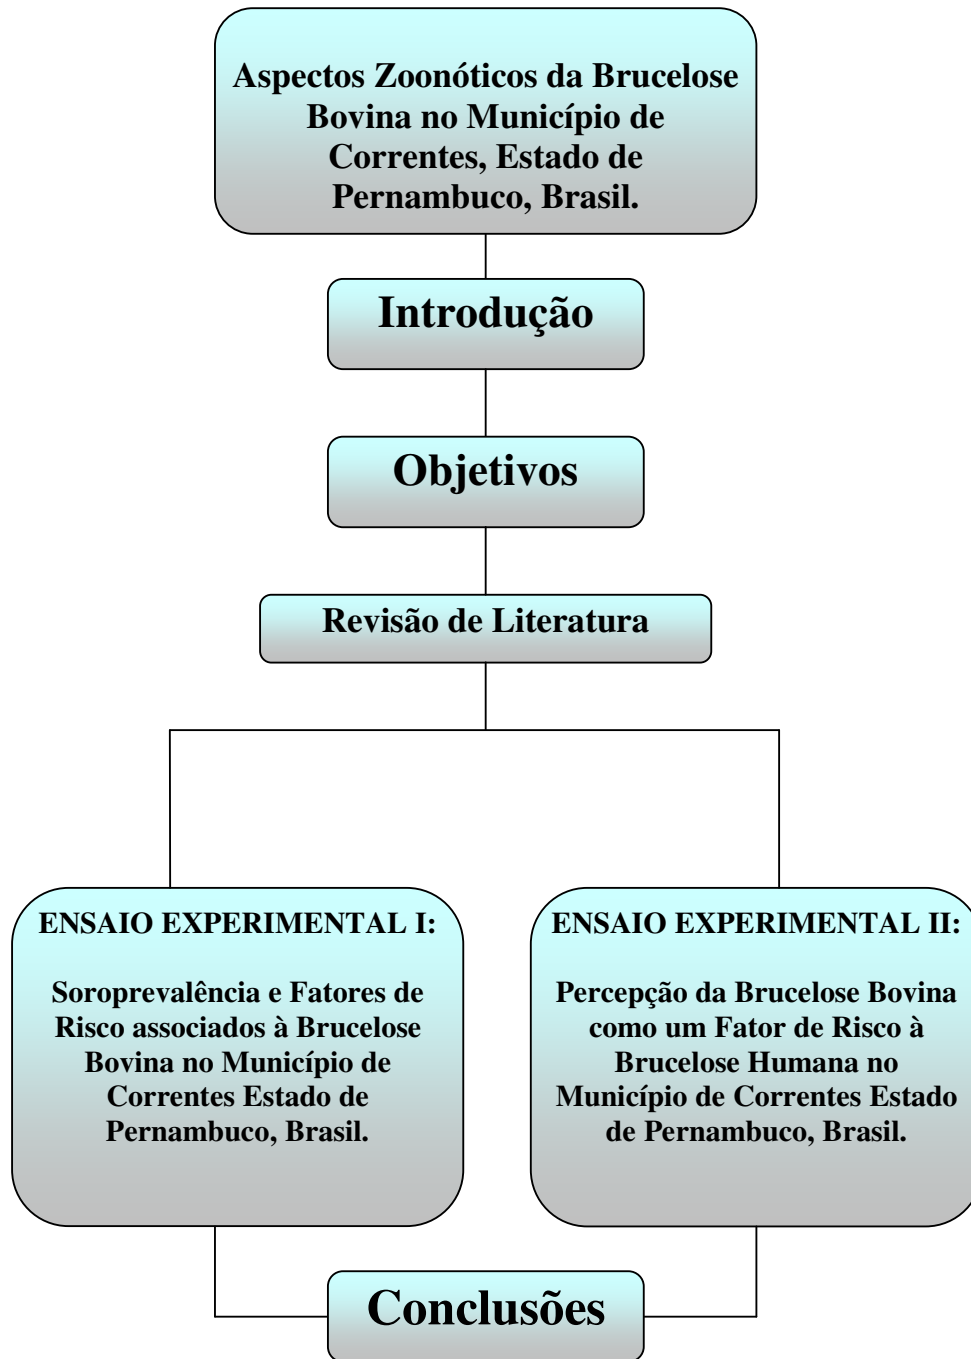 Aspectos Zoonóticos da Brucelose
Bovina no Município de
Correntes, Estado de
Pernambuco, Brasil.
Introdução
Objetivos
Revisão de Literatura
ENSAIO EXPERIMENTAL I:
Soroprevalência e Fatores de
Risco associados à Brucelose
Bovina no Município de
Correntes Estado de
Pernambuco, Brasil.
ENSAIO EXPERIMENTAL II:
Percepção da Brucelose Bovina
como um Fator de Risco à
Brucelose Humana no
Município de Correntes Estado
de Pernambuco, Brasil.
Conclusões